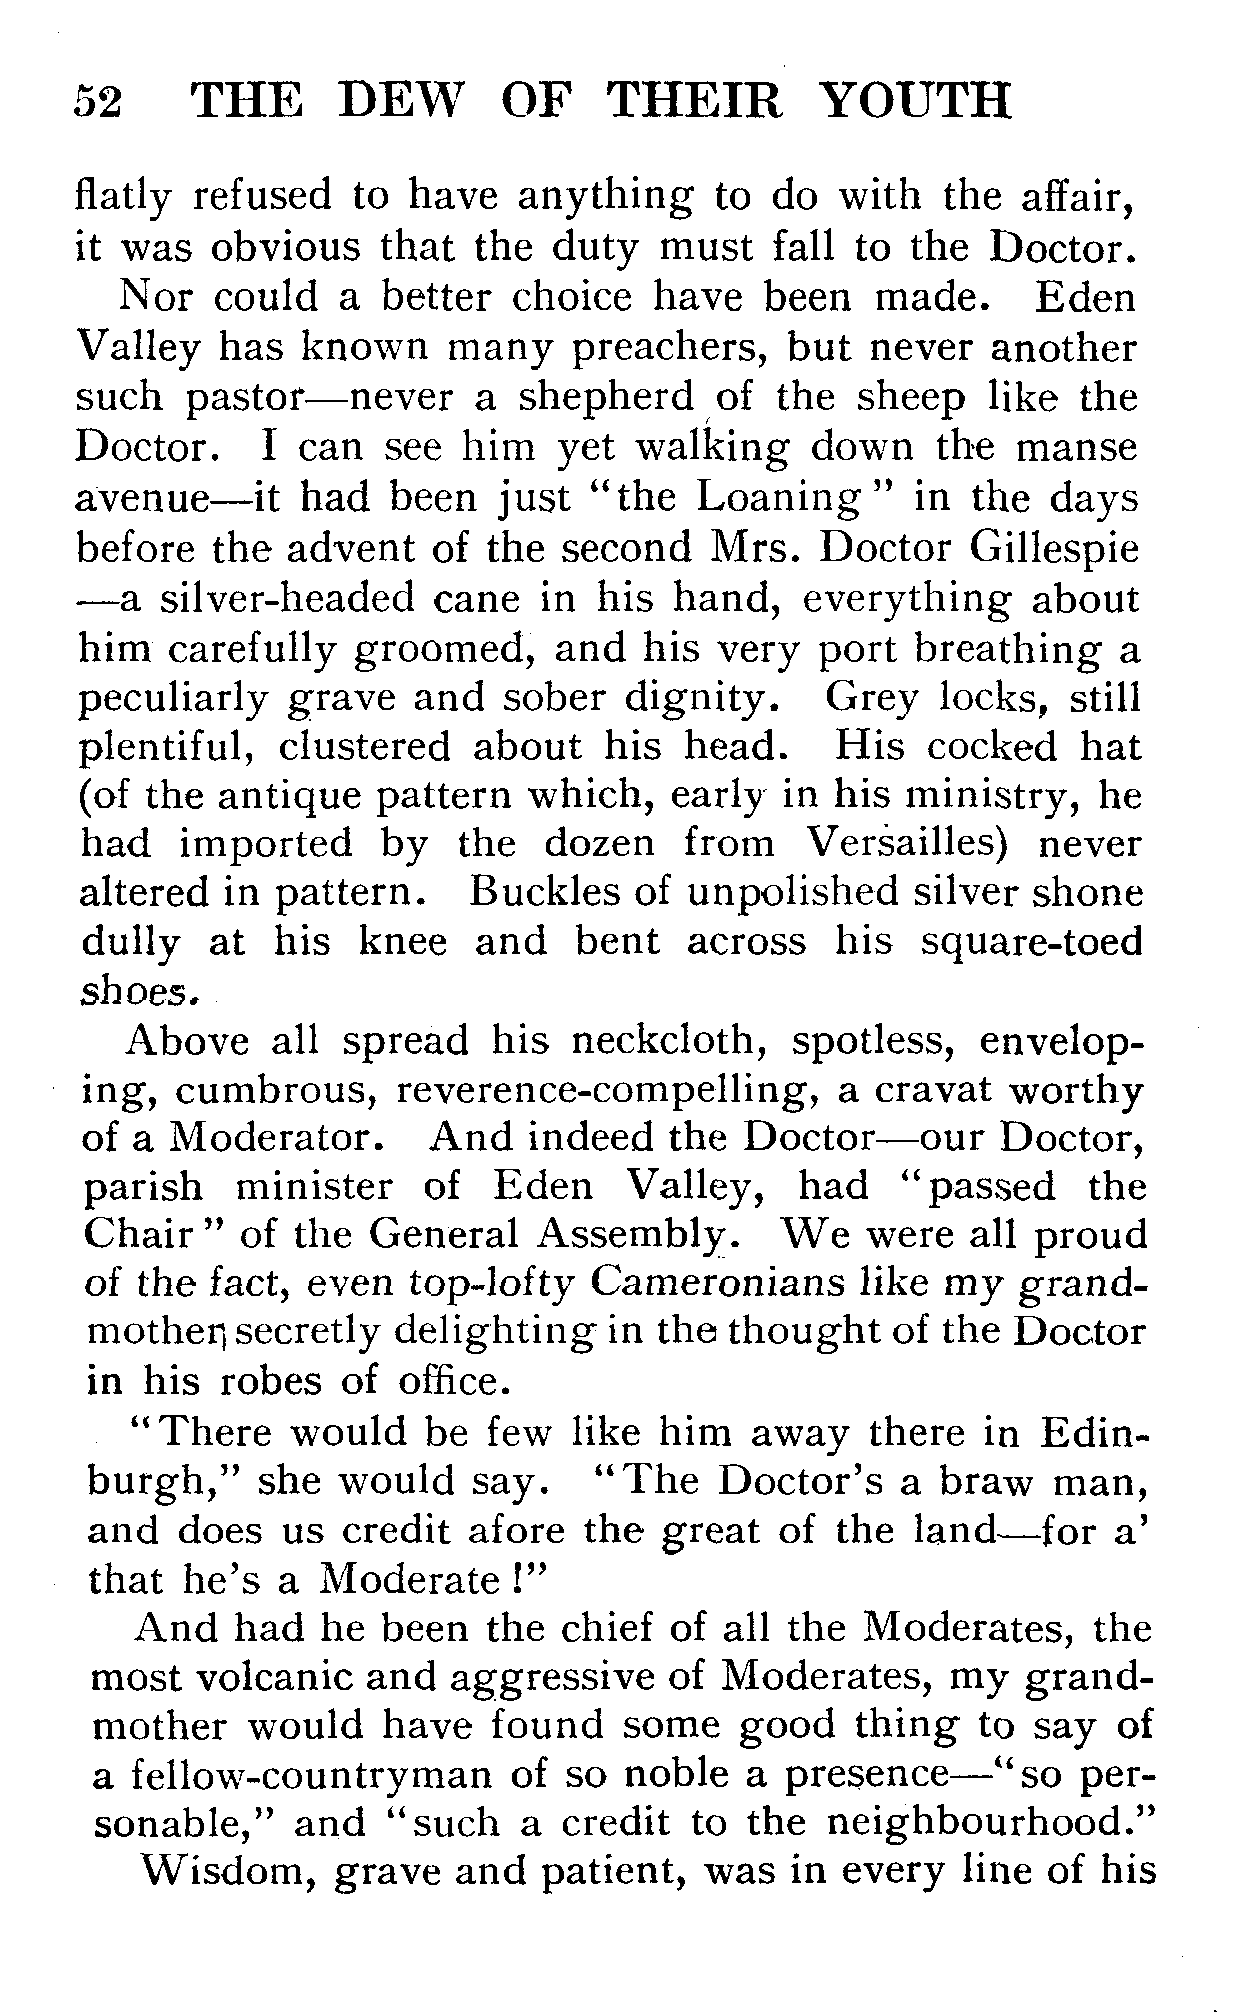 52 THE DEW OF THEIR YOUTH
flatly refused to have anything to do with the affair,
it was obvious that the duty must fall to the Doctor.
Nor could a better choice have been made. Eden
Valley has known many preachers, but never another
such pastor—never a shepherd of the sheep like the
Doctor. I can see him yet walking down the manse
avenue—it had been just "the Loaning" in the days
before the advent of the second Mrs. Doctor Gillespie
—a silver-headed cane in his hand, everything about
him carefully groomed, and his very port breathing a
peculiarly grave and sober dignity. Grey locks, still
plentiful, clustered about his head. His cocked hat
(of the antique pattern which, early in his ministry, he
had imported by the dozen from Versailles) never
altered in pattern. Buckles of unpolished silver shone
dully at his knee and bent across his square-toed
shoes.
Above all spread his neckcloth, spotless, envelop-
ing, cumbrous, reverence-compelling, a cravat worthy
of a Moderator. And indeed the Doctor—our Doctor,
parish minister of Eden Valley, had "passed the
Chair" of the General Assembly. We were all proud
of the fact, even top-lofty Cameronians like my grand-
mother secretly delighting in the thought of the Doctor
in his robes of office.
"There would be few like him away there in Edin-
burgh," she would say. "The Doctor's a braw man,
and does us credit afore the great of the land—for a'
that he's a Moderate!"
And had he been the chief of all the Moderates, the
most volcanic and aggressive of Moderates, my grand-
mother would have found some good thing to say of
a fellow-countryman of so noble a presence—"so per-
sonable," and "such a credit to the neighbourhood."
Wisdom, grave and patient, was in every line of his